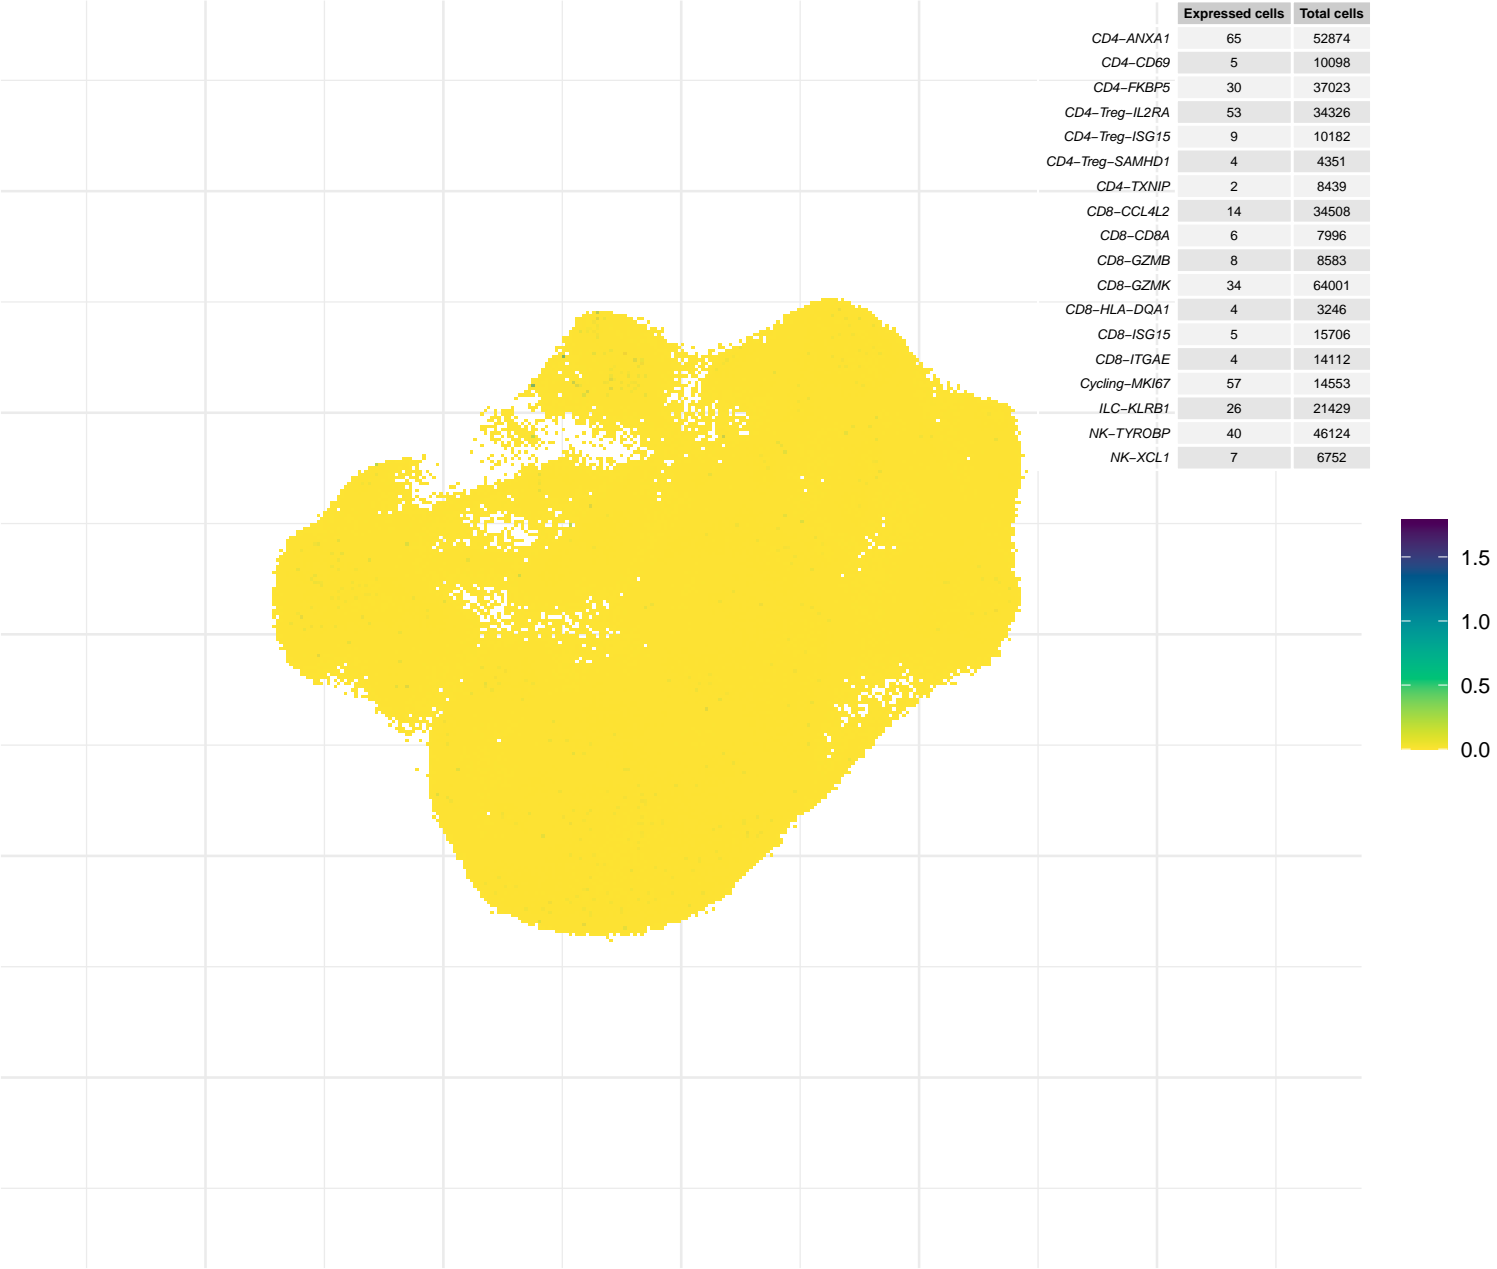 Expressed cells Total cells
CD4−ANXA1 65 52874
CD4−CD69 5 10098
CD4−FKBP5 30 37023
CD4−Treg−IL2RA 53 34326
CD4−Treg−ISG15 9 10182
CD4−Treg−SAMHD1 4 4351
CD4−TXNIP 2 8439
CD8−CCL4L2 14 34508
CD8−CD8A 6 7996
CD8−GZMB 8 8583
CD8−GZMK 34 64001
CD8−HLA−DQA1 4 3246
CD8−ISG15 5 15706
CD8−ITGAE 4 14112
Cycling−MKI67 57 14553
ILC−KLRB1 26 21429
NK−TYROBP 40 46124
NK−XCL1 7 6752
1.5
1.0
0.5
0.0